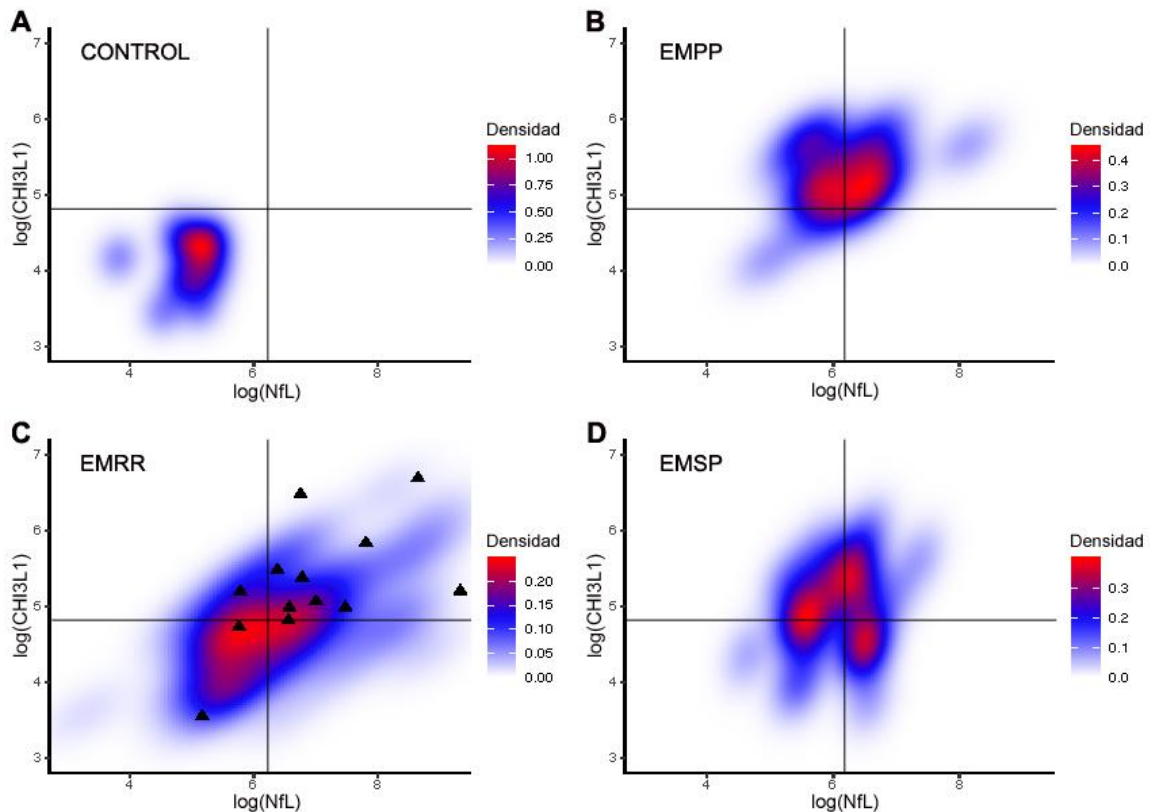 A
CONTROL
7
6
5
4
3
log(CHI3L1)
4
6
8
log(NfL)
Densidad
1.00
0.75
0.50
0.25
0.00
B
EMPP
7
6
5
4
3
log(CHI3L1)
4
6
8
log(NfL)
Densidad
0.4
0.3
0.2
0.1
0.0
C
EMRR
7
6
5
4
3
log(CHI3L1)
4
6
8
log(NfL)
Densidad
0.20
0.15
0.10
0.05
0.00
D
EMSP
7
6
5
4
3
log(CHI3L1)
4
6
8
log(NfL)
Densidad
0.3
0.2
0.1
0.0